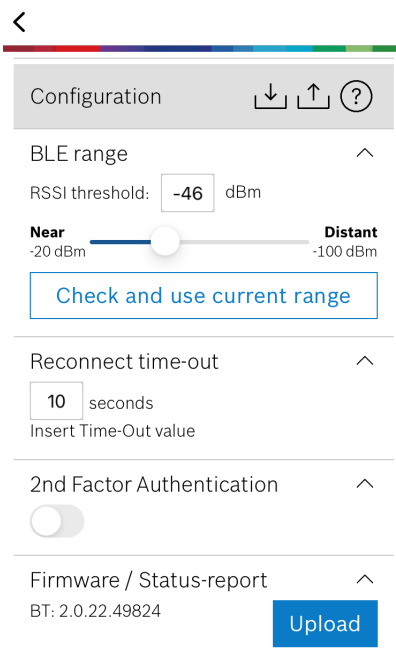 Configuration
?
BLE range
RSSI threshold: -46 dBm
Near Distant
-20 dBm -100 dBm
Check and use current range
Reconnect time-out
10 seconds
Insert Time-Out value
2nd Factor Authentication
Firmware / Status-report
BT: 2.0.22.49824
Upload